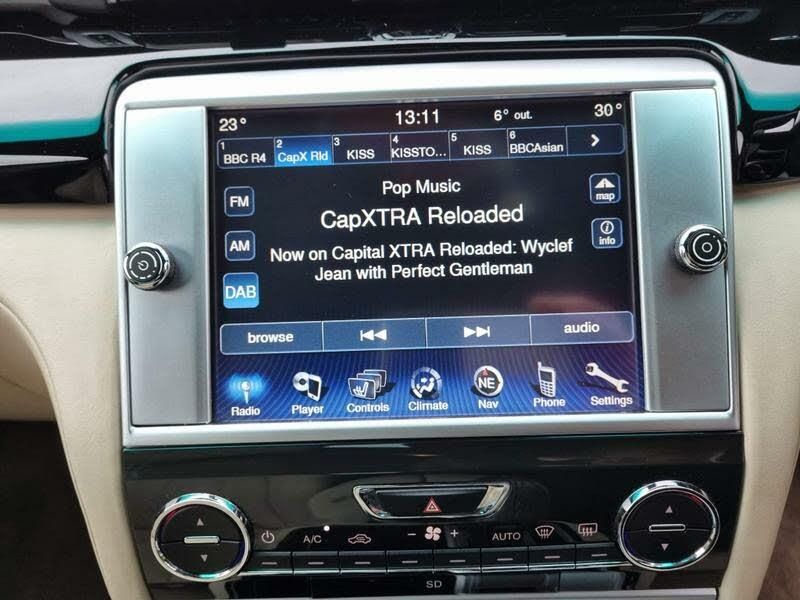 23° 13:11 6° out. 30°
1 BBC R4 2 CapX Rld 3 KISS 4 KISSTO... 5 KISS 6 BBCAsian >
FM
AM
DAB
Pop Music
CapXTRA Reloaded
Now on Capital XTRA Reloaded: Wyclef
Jean with Perfect Gentleman
map
i
info
browse audio
NE
Radio Player Controls Climate Nav Phone Settings
A/C - + AUTO
SD